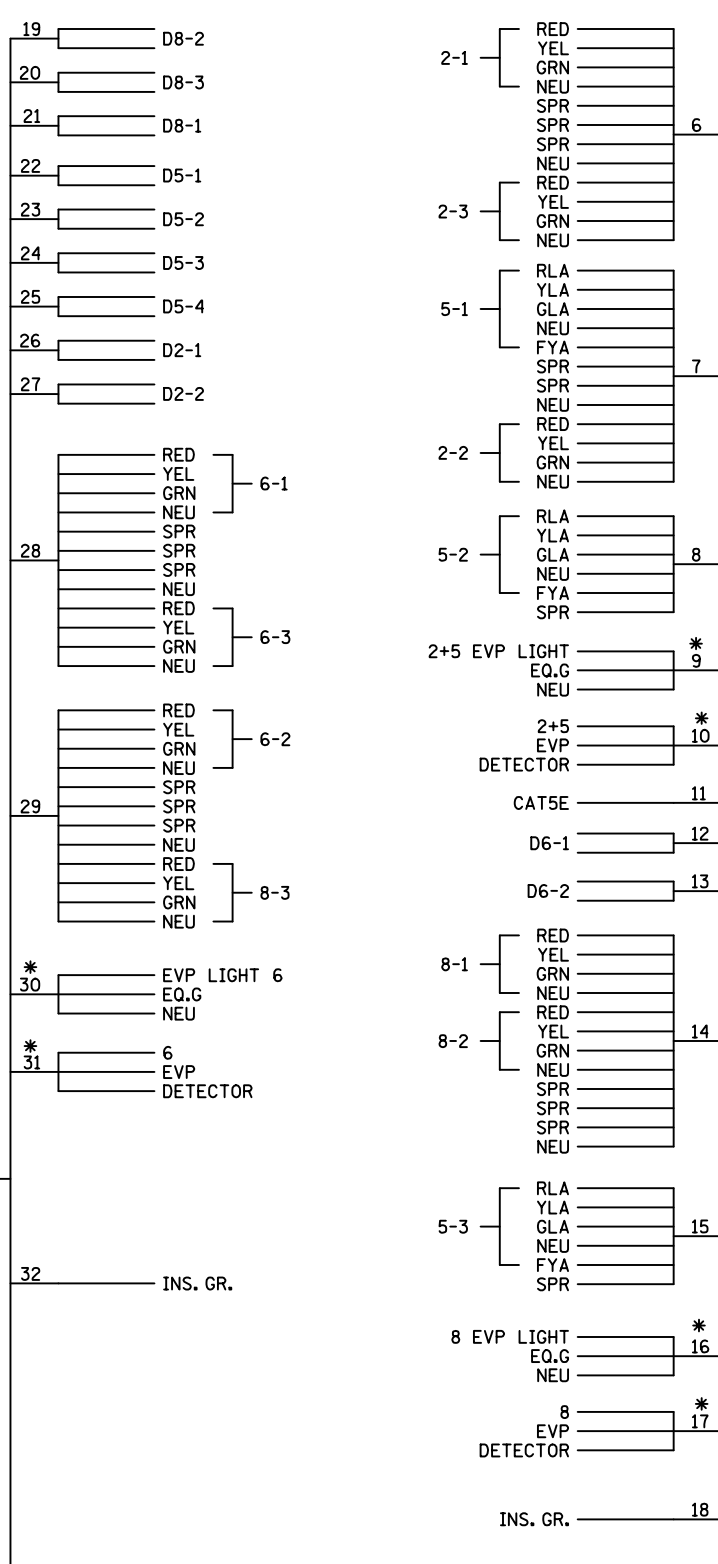 19 D8-2
20 D8-3
21 D8-1
22 D5-1
23 D5-2
24 D5-3
25 D5-4
26 D2-1
27 D2-2
RED
YEL
6-1
GRN
NEU
SPR
28 SPR
SPR
NEU
RED
YEL
6-3
GRN
NEU
RED
YEL
6-2
GRN
NEU
SPR
29 SPR
SPR
NEU
RED
YEL
8-3
GRN
NEU
* EVP LIGHT 6
30 EQ.G
NEU
* 6
31 EVP
DETECTOR
32 INS. GR.
RED
2-1 YEL
GRN
NEU
SPR
SPR 6
SPR
NEU
RED
2-3 YEL
GRN
NEU
RLA
YLA
5-1 GLA
NEU
FYA
SPR 7
SPR
NEU
RED
2-2 YEL
GRN
NEU
RLA
YLA
5-2 GLA 8
NEU
FYA
SPR
2+5 EVP LIGHT *
EQ.G 9
NEU
2+5 *
EVP 10
DETECTOR
CAT5E 11
D6-1 12
D6-2 13
RED
8-1 YEL
GRN
NEU
RED
8-2 YEL 14
GRN
NEU
SPR
SPR
SPR
NEU
RLA
YLA
5-3 GLA 15
NEU
FYA
SPR
8 EVP LIGHT *
EQ.G 16
NEU
8 *
EVP 17
DETECTOR
INS. GR. 18